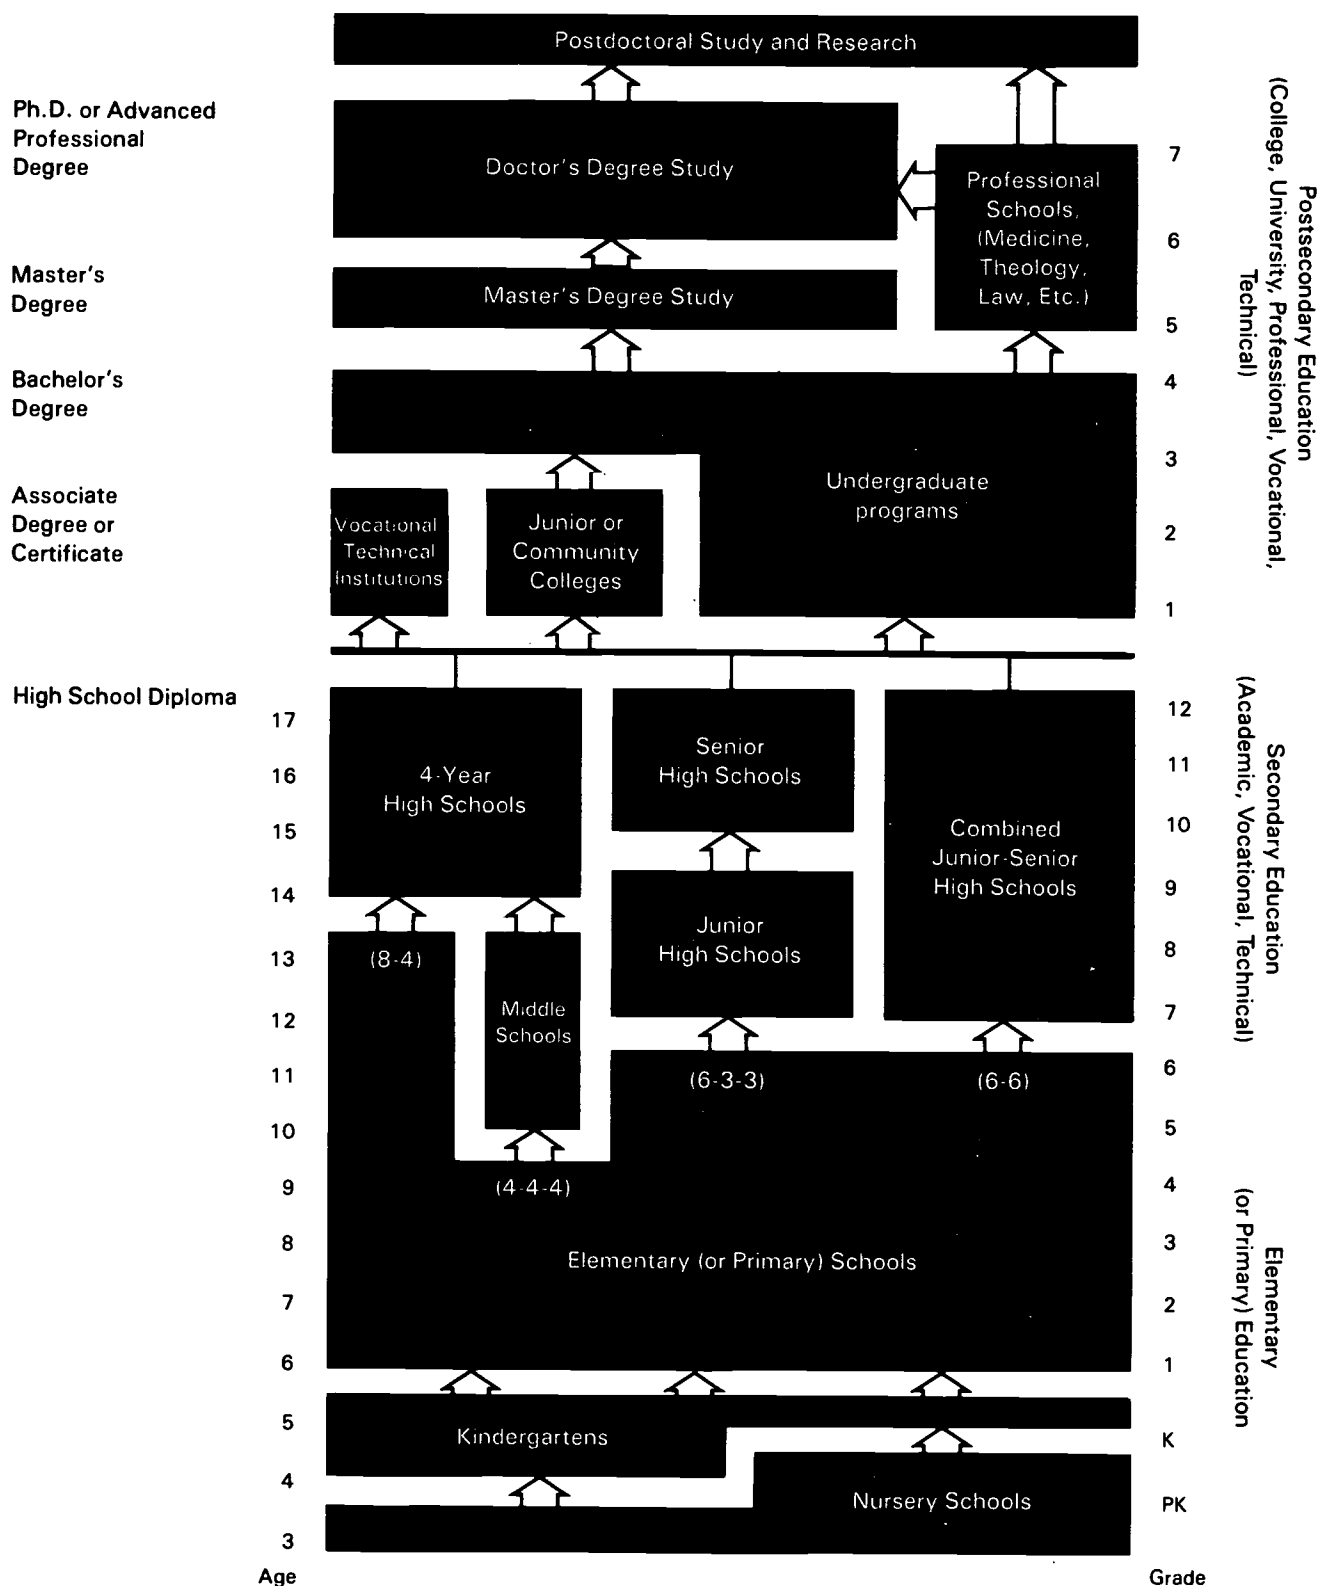 Postdoctoral Study and Research
Ph.D. or Advanced
Professional
Degree
Doctor's Degree Study
7
Professional
Schools,
(Medicine,
Theology,
Law, Etc.)
6
Master's
Degree
Master's Degree Study
5
Bachelor's
Degree
4
3
Undergraduate
programs
Associate
Degree or
Certificate
Vocational
Technical
Institutions
Junior or
Community
Colleges
2
1
Postsecondary Education
(College, University, Professional, Vocational,
Technical)
High School Diploma
17
16
15
14
13
12
11
10
9
8
7
6
5
4
3
Age
4-Year
High Schools
Senior
High Schools
Combined
Junior-Senior
High Schools
Junior
High Schools
(8-4)
Middle
Schools
(6-3-3)
(6-6)
(4-4-4)
Elementary (or Primary) Schools
Kindergartens
Nursery Schools
12
11
10
9
8
7
6
5
4
3
2
1
K
PK
Grade
Secondary Education
(Academic, Vocational, Technical)
Elementary
(or Primary) Education